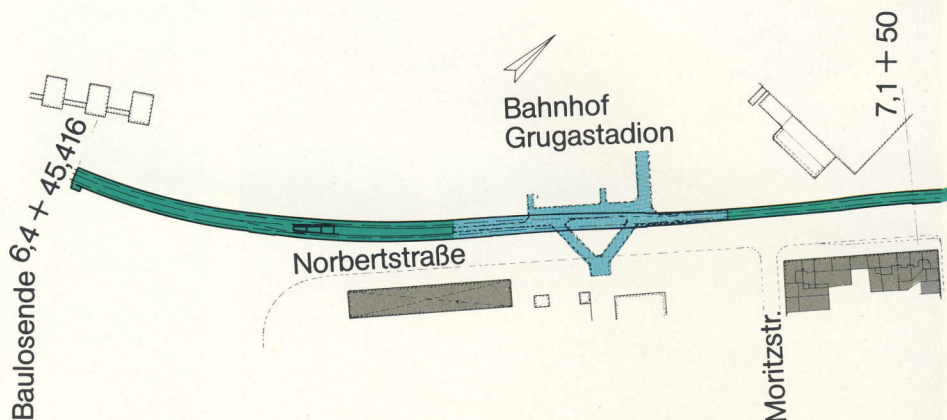 Bahnhof
Grugastadion
7,1 + 50
Baulosende 6,4 + 45,416
Norbertstraße
Moritzstr.